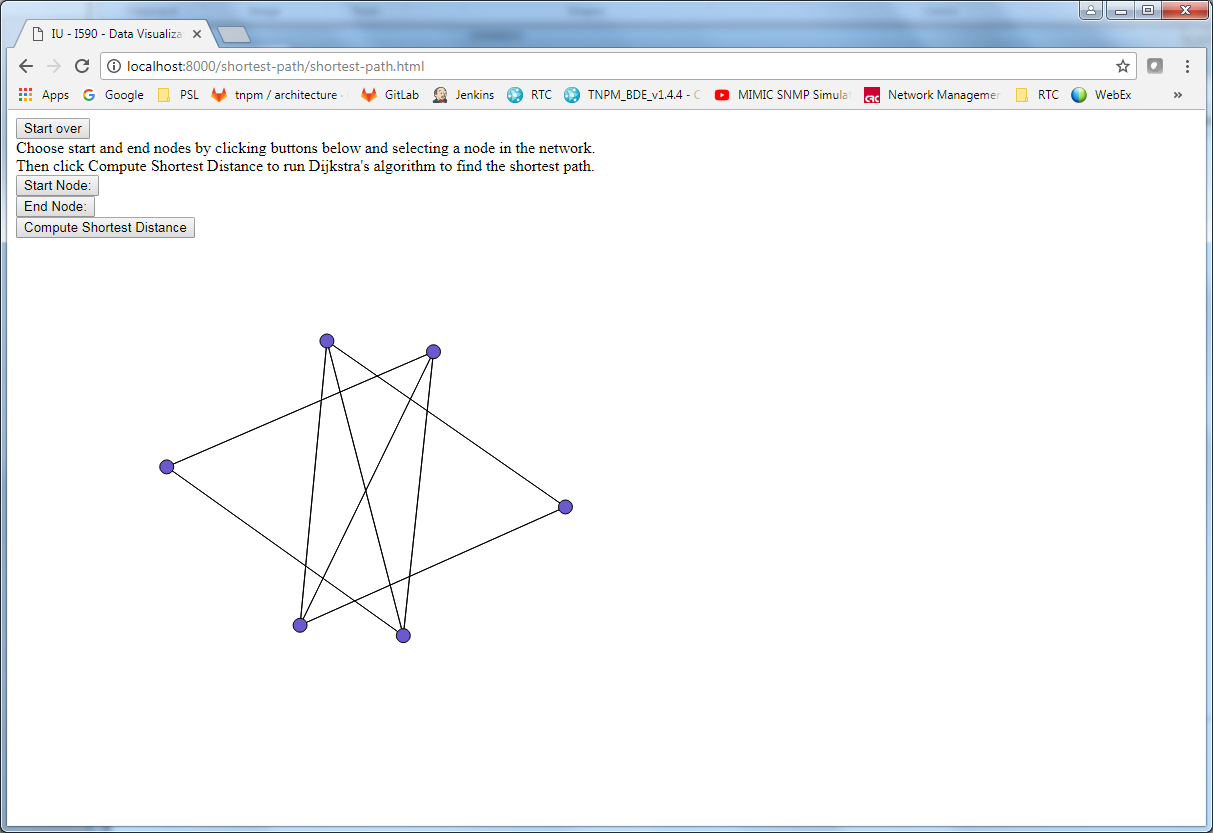 IU - I590 - Data Visualiza
localhost:8000/shortest-path/shortest-path.html
Apps Google PSL tnpm / architecture · GitLab Jenkins RTC TNPM_BDE_v1.4.4 - C MIMIC SNMP Simula Network Managemer RTC WebEx »
Start over
Choose start and end nodes by clicking buttons below and selecting a node in the network.
Then click Compute Shortest Distance to run Dijkstra's algorithm to find the shortest path.
Start Node:
End Node:
Compute Shortest Distance